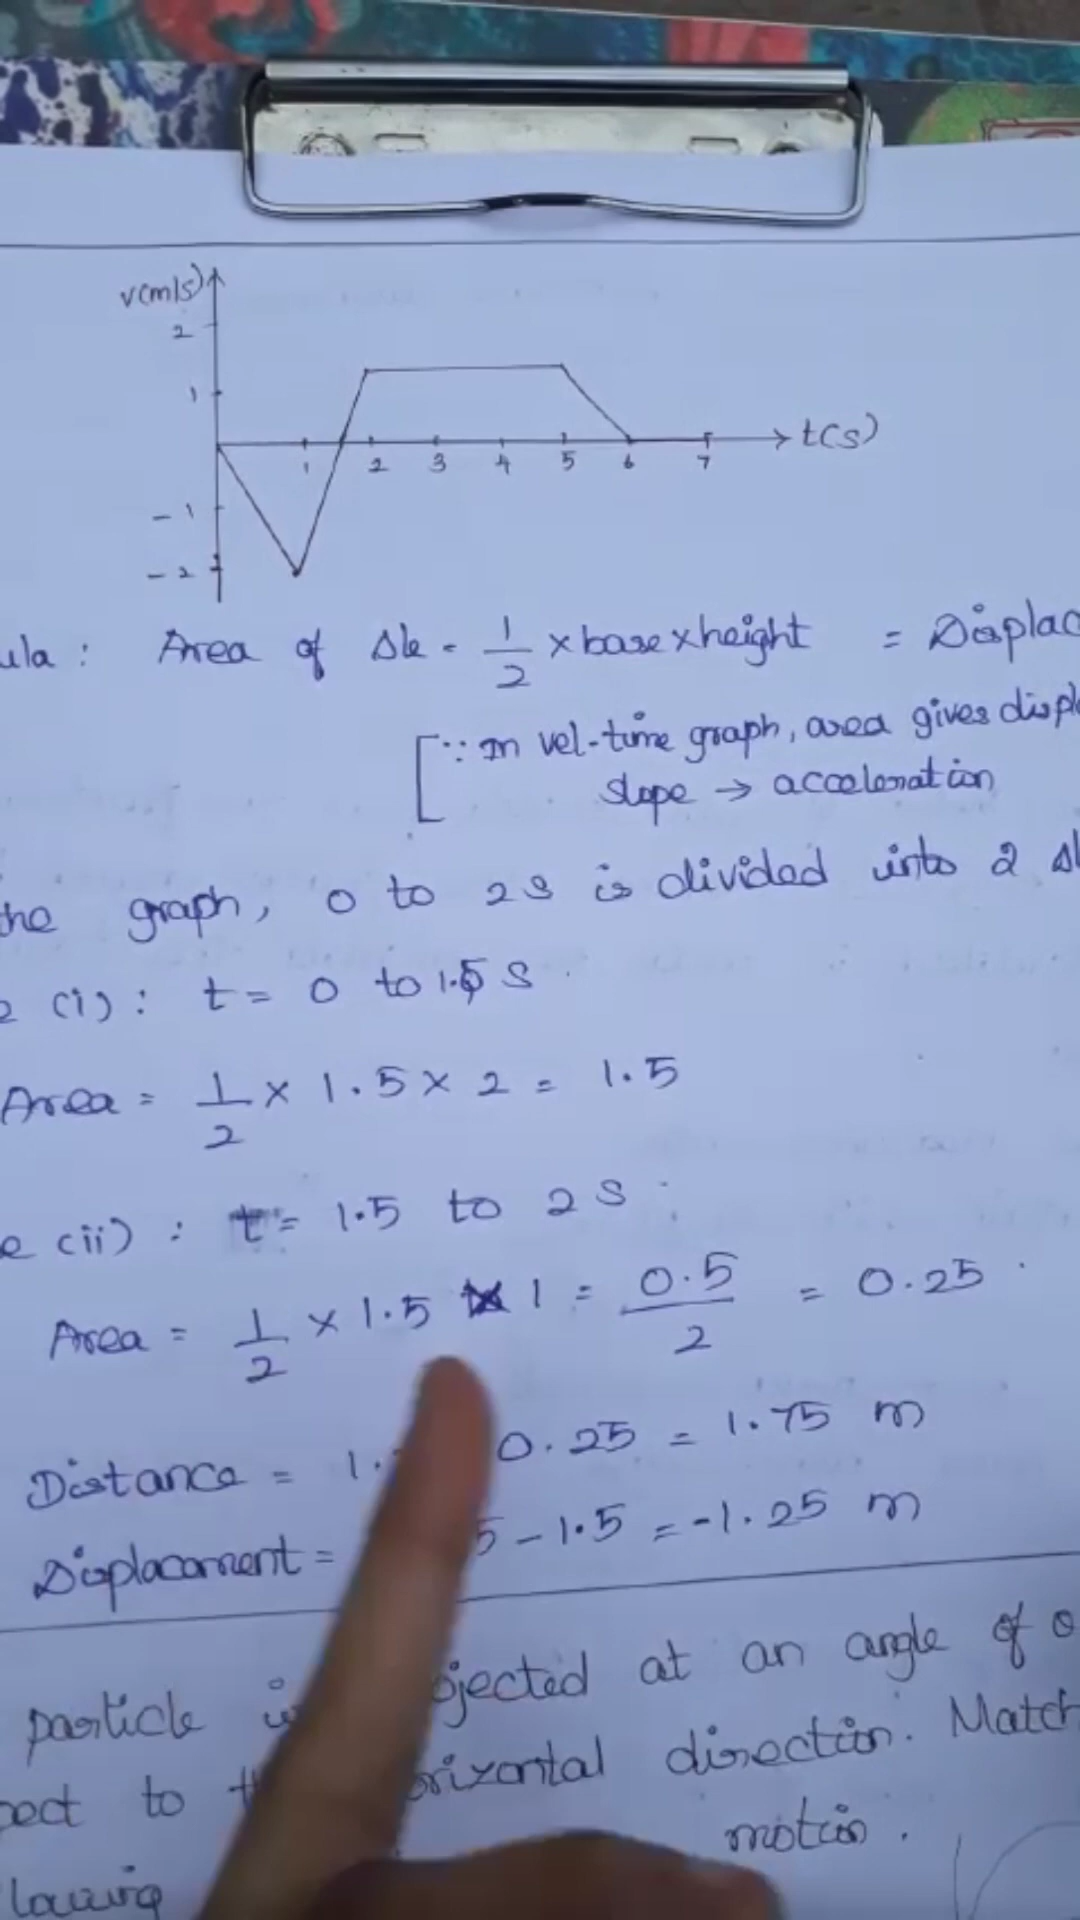 v(m/s)
2
1
t(s)
1 2 3 4 5 6 7
-1
-2
ula : Area of Δle = 1/2 × base × height = Displac
[∵ In vel-time graph, area gives displ
slope → acceleration
the graph, 0 to 2s is divided into 2 Δl
e (i) : t = 0 to 1.5 s
Area = 1/2 × 1.5 × 2 = 1.5
e (ii) : t = 1.5 to 2 s
Area = 1/2 × 1.5 × 1 = 0.5/2 = 0.25
Distance = 1. 0.25 = 1.75 m
Displacement = 5 - 1.5 = -1.25 m
particle i ojected at an angle of θ
pect to th orizontal direction. Match
lowing motion.